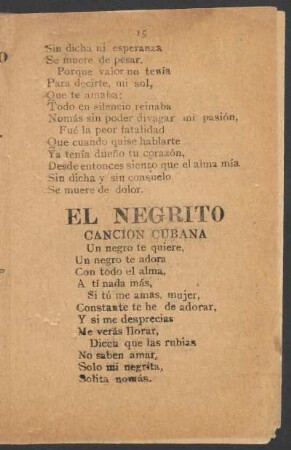 15
Sin dicha ni esperanza
Se muere de pesar.
Porque valor no tenia
Para decirte, mi sol,
Que te amaba;
Todo en silencio reinaba
Nomás sin poder divagar mi pasión,
Fué la peor fatalidad
Que cuando quise hablarte
Ya tenía dueño tu corazón,
Desde entonces siento que el alma mía
Sin dicha y sin consuelo
Se muere de dolor.
EL NEGRITO
CANCION CUBANA
Un negro te quiere,
Un negro te adora
Con todo el alma,
A tí nada más,
Si tú me amas, mujer,
Constante te he de adorar,
Y si me desprecias
Me verás llorar,
Dicen que las rubias
No saben amar,
Solo mi negrita,
Solita nomás.